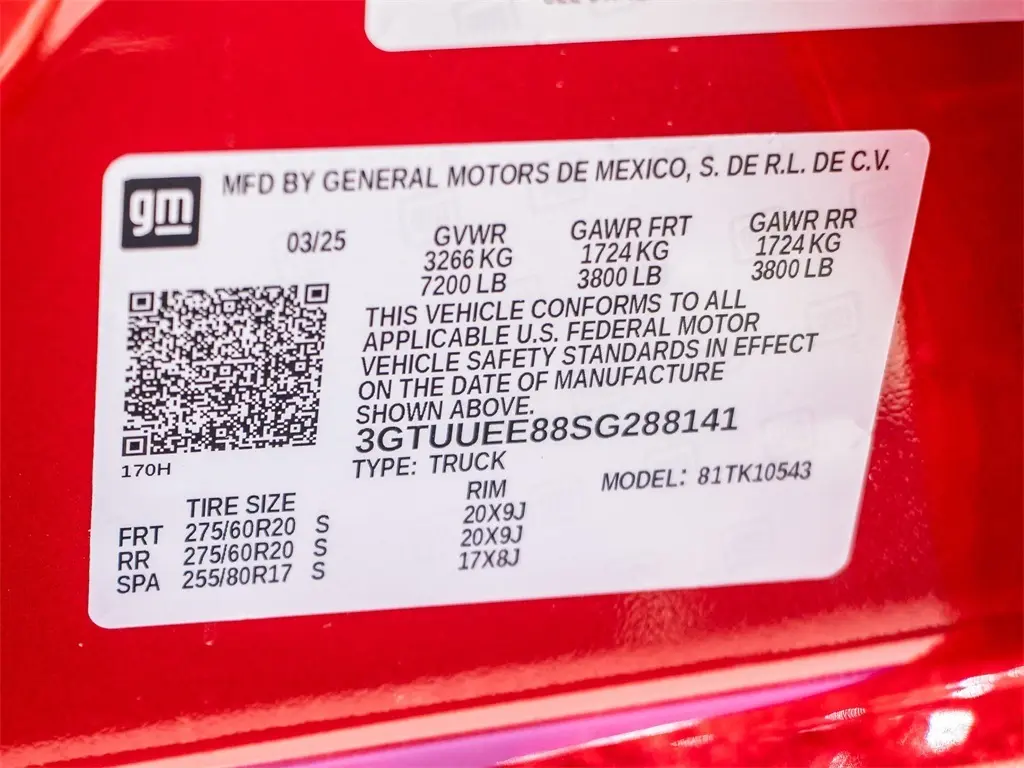 gm
MFD BY GENERAL MOTORS DE MEXICO, S. DE R.L. DE C.V.
03/25
GVWR GAWR FRT GAWR RR
3266 KG 1724 KG 1724 KG
7200 LB 3800 LB 3800 LB
THIS VEHICLE CONFORMS TO ALL
APPLICABLE U.S. FEDERAL MOTOR
VEHICLE SAFETY STANDARDS IN EFFECT
ON THE DATE OF MANUFACTURE
SHOWN ABOVE.
3GTUUEE88SG288141
170H
TYPE: TRUCK MODEL: 81TK10543
TIRE SIZE RIM
FRT 275/60R20 S 20X9J
RR 275/60R20 S 20X9J
SPA 255/80R17 S 17X8J